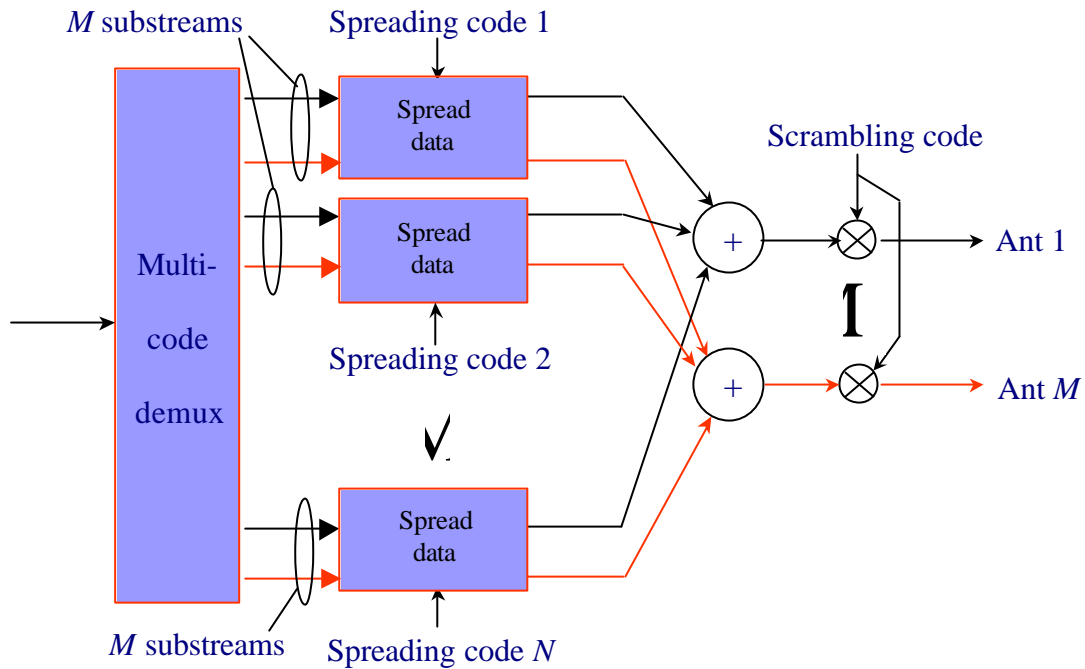 M substreams
Spreading code 1
Spread
data
Scrambling code
Spread
data
+
Ant 1
Multi-
code
demux
Spreading code 2
+
Ant M
Spread
data
M substreams
Spreading code N